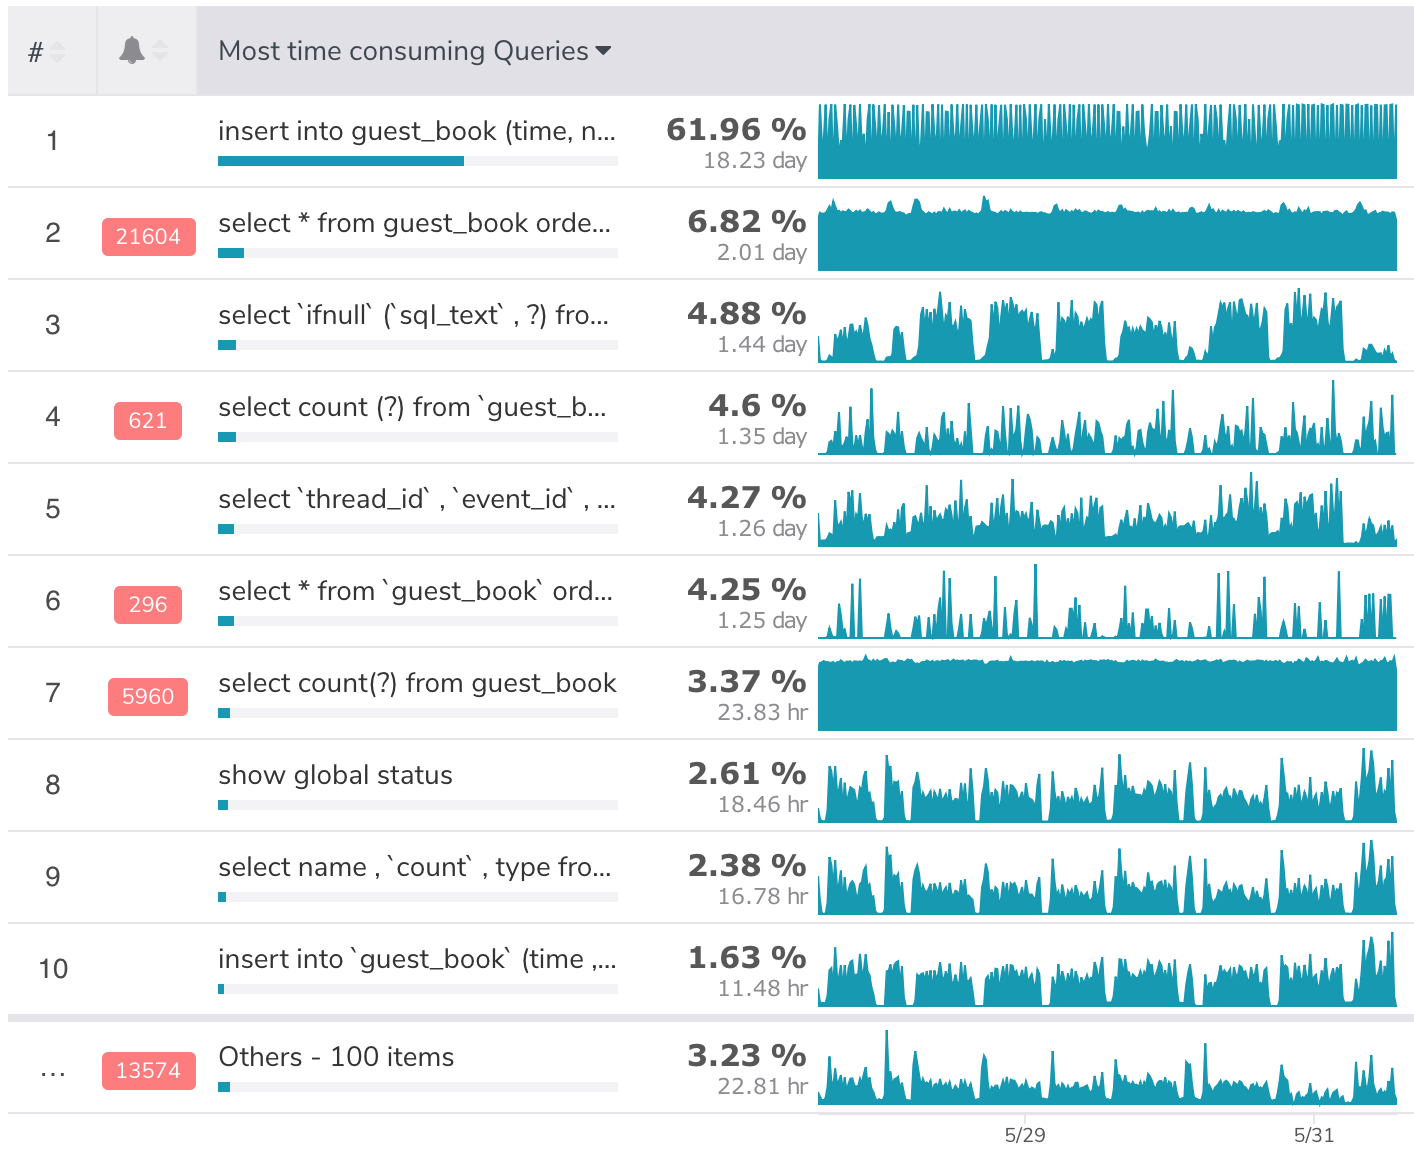 # Most time consuming Queries
1 insert into guest_book (time, n... 61.96 %
18.23 day
2 21604 select * from guest_book orde... 6.82 %
2.01 day
3 select `ifnull` (`sql_text` , ?) fro... 4.88 %
1.44 day
4 621 select count (?) from `guest_b... 4.6 %
1.35 day
5 select `thread_id` , `event_id` , ... 4.27 %
1.26 day
6 296 select * from `guest_book` ord... 4.25 %
1.25 day
7 5960 select count(?) from guest_book 3.37 %
23.83 hr
8 show global status 2.61 %
18.46 hr
9 select name , `count` , type fro... 2.38 %
16.78 hr
10 insert into `guest_book` (time ,... 1.63 %
11.48 hr
... 13574 Others - 100 items 3.23 %
22.81 hr
5/29 5/31